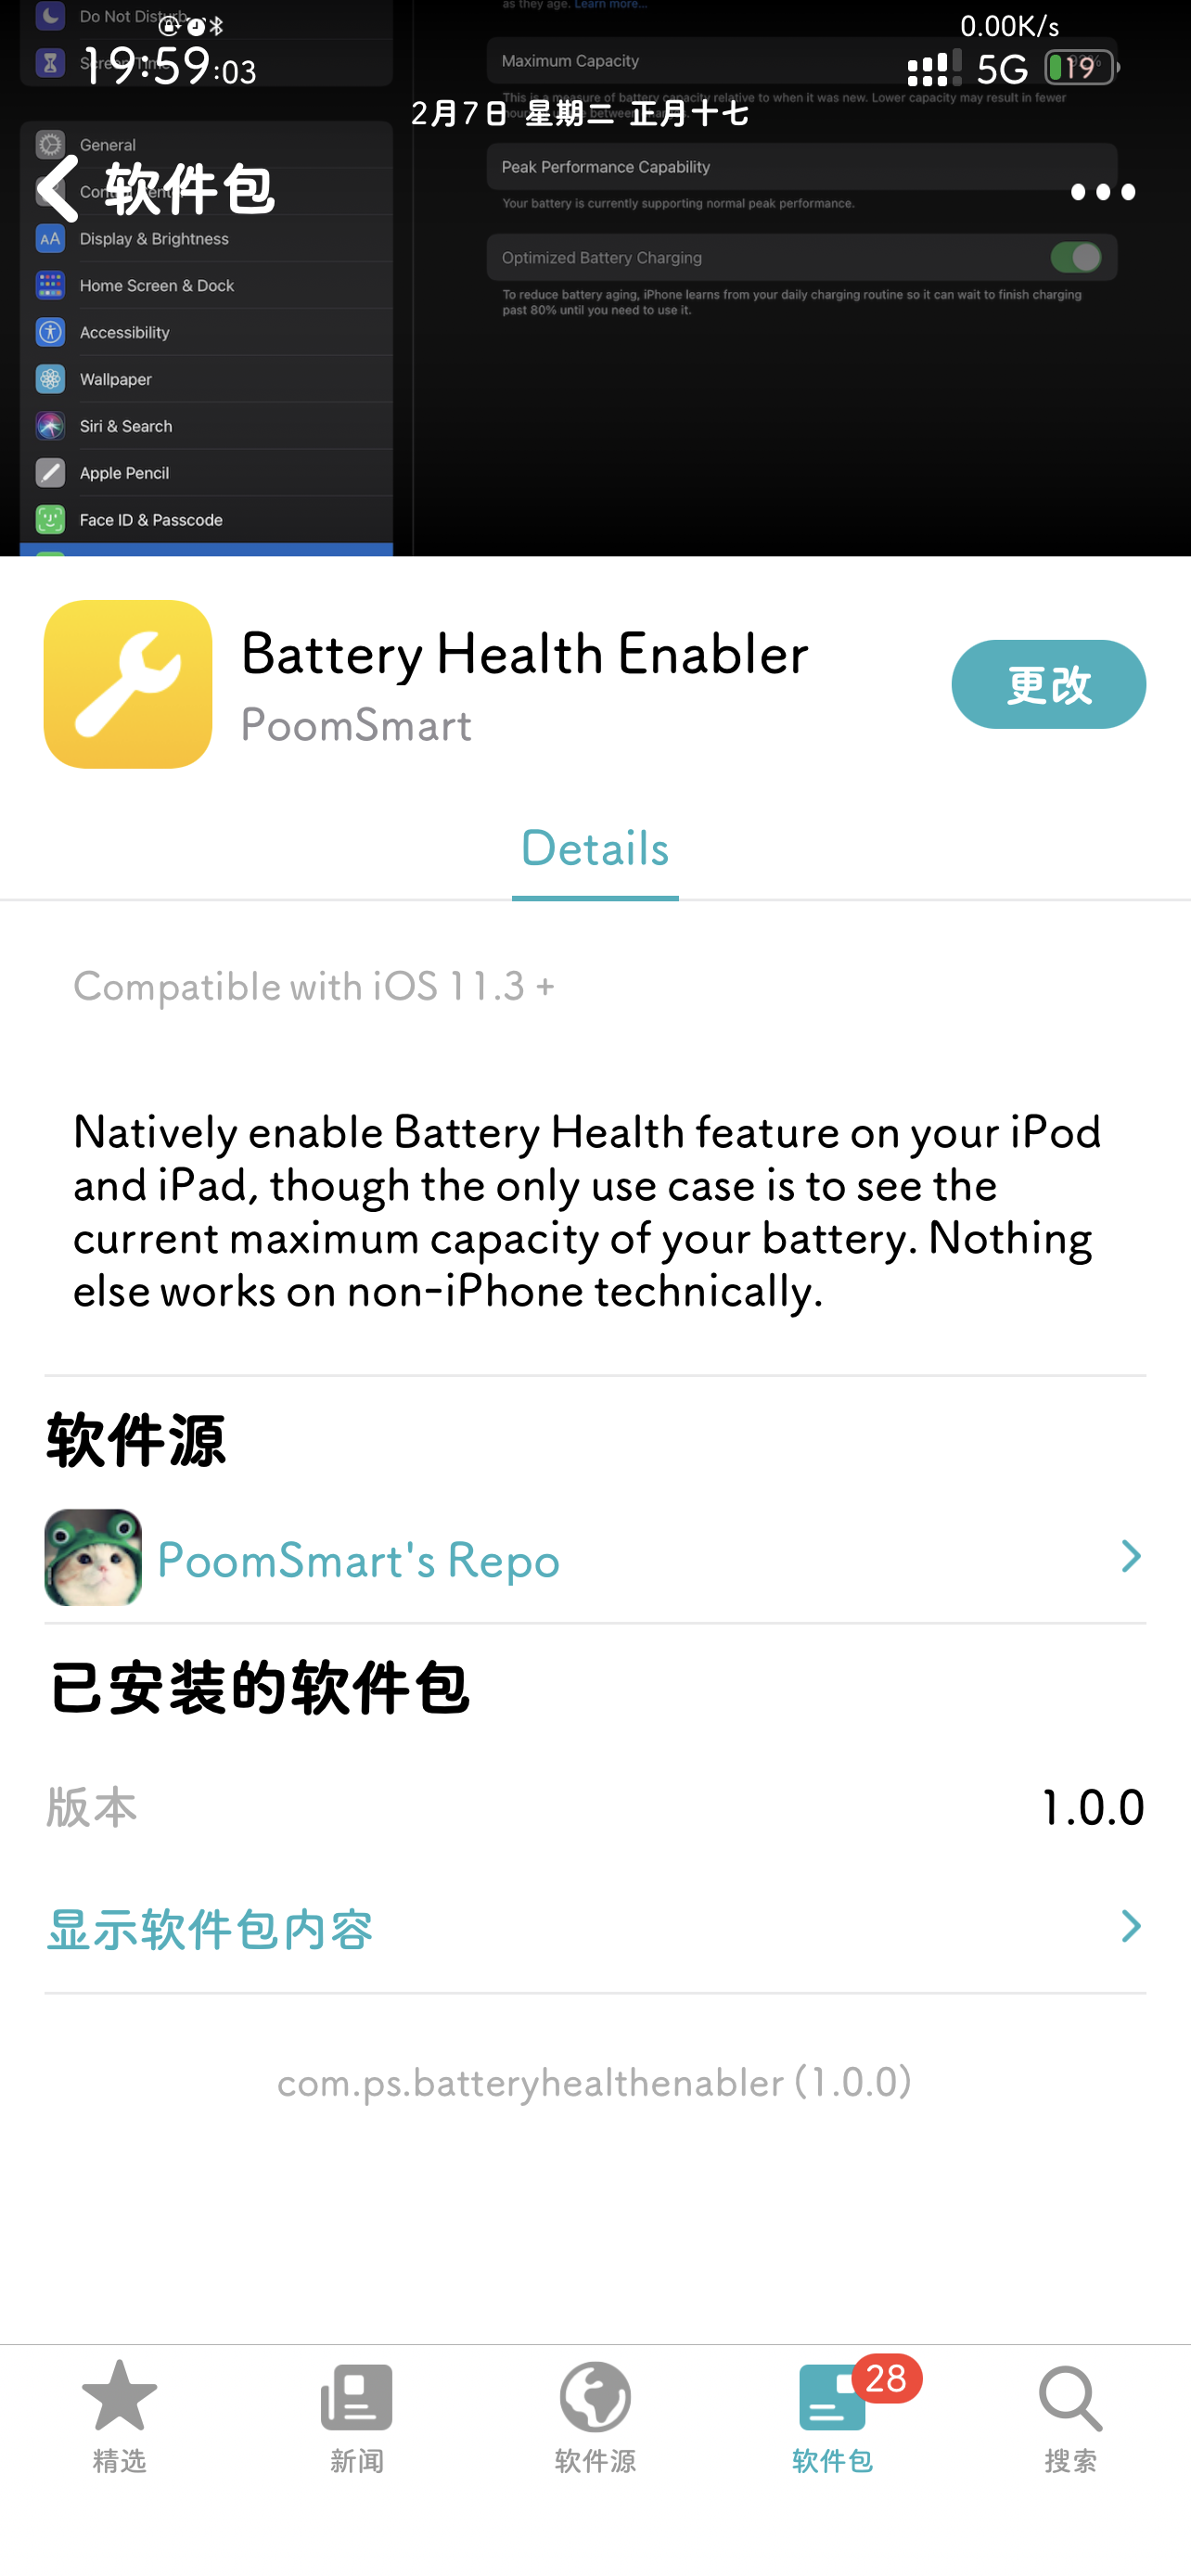 as they age. Learn more...
Do Not Disturb
0.00K/s
19:59:03
5G
19
Screen Time
Maximum Capacity
This is a measure of battery capacity relative to when it was new. Lower capacity may result in fewer
2月7日 星期二 正月十七
General
Peak Performance Capability
软件包
Your battery is currently supporting normal peak performance.
Display & Brightness
Optimized Battery Charging
Home Screen & Dock
To reduce battery aging, iPhone learns from your daily charging routine so it can wait to finish charging
past 80% until you need to use it.
Accessibility
Wallpaper
Siri & Search
Apple Pencil
Face ID & Passcode
Battery Health Enabler
PoomSmart
更改
Details
Compatible with iOS 11.3 +
Natively enable Battery Health feature on your iPod
and iPad, though the only use case is to see the
current maximum capacity of your battery. Nothing
else works on non-iPhone technically.
软件源
PoomSmart's Repo
已安装的软件包
版本
1.0.0
显示软件包内容
com.ps.batteryhealthenabler (1.0.0)
28
精选
新闻
软件源
软件包
搜索